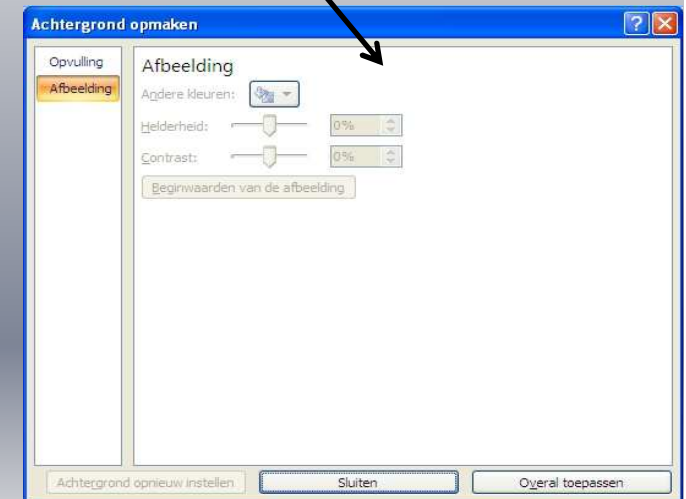 Achtergrond opmaken
Opvulling
Afbeelding
Afbeelding
Andere kleuren:
Helderheid: 0%
Contrast: 0%
Beginwaarden van de afbeelding
Achtergrond opnieuw instellen Sluiten Overal toepassen